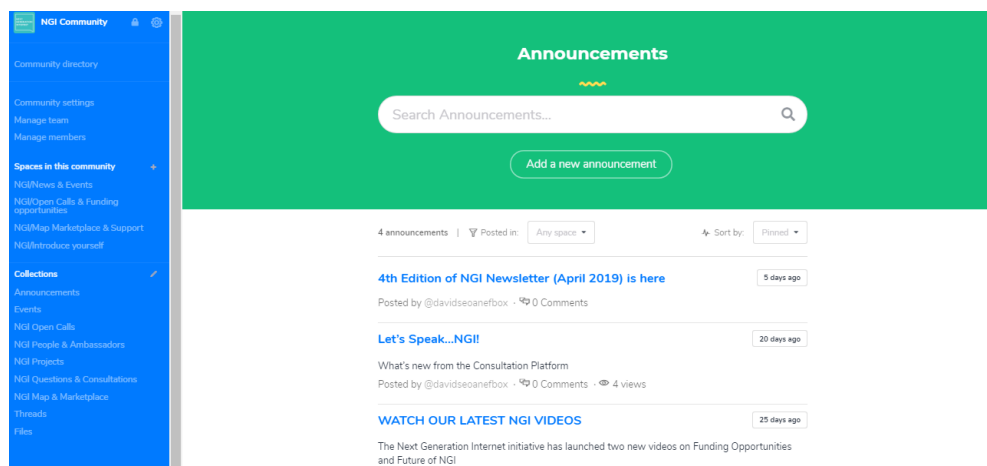 NGI Community
Community directory
Community settings
Manage team
Manage members
Spaces in this community +
NGI/News & Events
NGI/Open Calls & Funding
opportunities
NGI/Map Marketplace & Support
NGI/Introduce yourself
Collections
Announcements
Events
NGI Open Calls
NGI People & Ambassadors
NGI Projects
NGI Questions & Consultations
NGI Map & Marketplace
Threads
Files
Announcements
Search Announcements...
Add a new announcement
4 announcements | Posted in: Any space Sort by: Pinned
4th Edition of NGI Newsletter (April 2019) is here 5 days ago
Posted by @davidseoanefbox · 0 Comments
Let's Speak...NGI! 20 days ago
What's new from the Consultation Platform
Posted by @davidseoanefbox · 0 Comments · 4 views
WATCH OUR LATEST NGI VIDEOS 25 days ago
The Next Generation Internet initiative has launched two new videos on Funding Opportunities
and Future of NGI